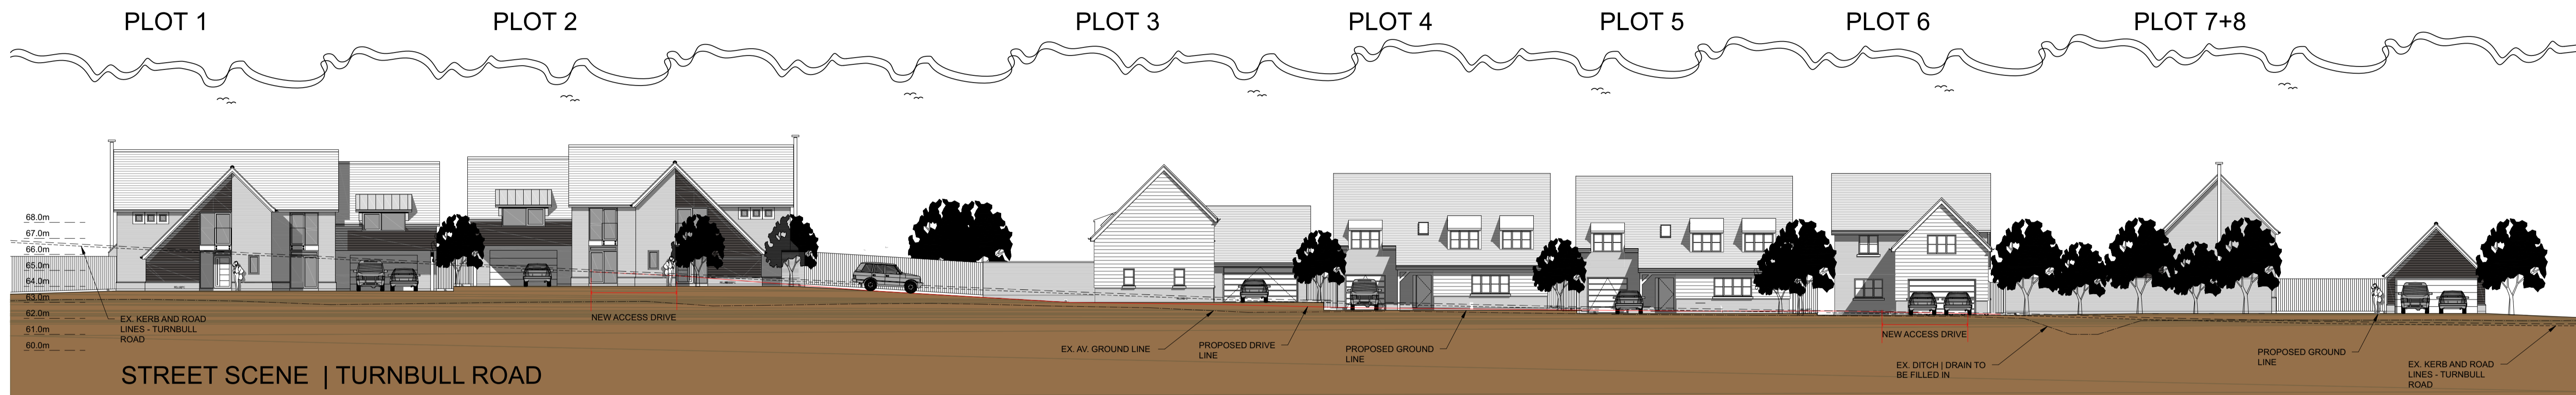 PLOT 1
PLOT 2
PLOT 3
PLOT 4
PLOT 5
PLOT 6
PLOT 7+8
68.0m
67.0m
66.0m
65.0m
64.0m
63.0m
62.0m
61.0m
60.0m
EX. KERB AND ROAD
LINES - TURNBULL
ROAD
NEW ACCESS DRIVE
EX. AV. GROUND LINE
PROPOSED DRIVE
LINE
PROPOSED GROUND
LINE
NEW ACCESS DRIVE
EX. DITCH | DRAIN TO
BE FILLED IN
PROPOSED GROUND
LINE
EX. KERB AND ROAD
LINES - TURNBULL
ROAD
STREET SCENE | TURNBULL ROAD